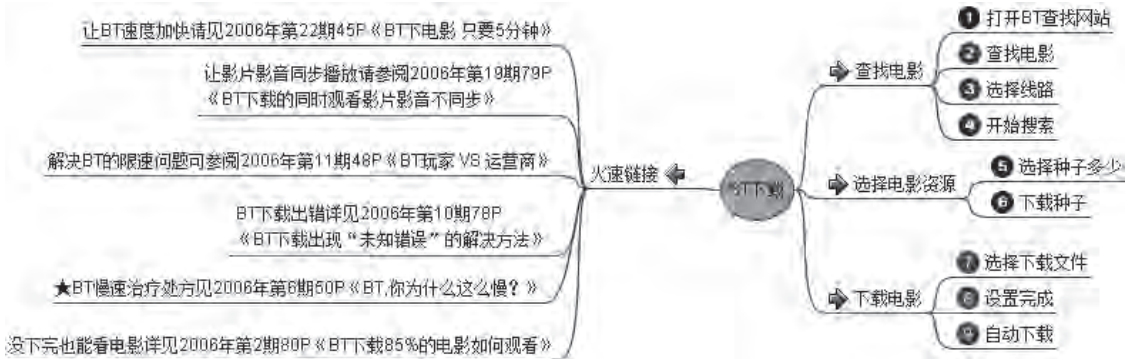 让BT速度加快请见2006年第22期45P《BT下电影 只要5分钟》
让影片影音同步播放请参阅2006年第19期79P
《BT下载的同时观看影片影音不同步》
解决BT的限速问题可参阅2006年第11期48P《BT玩家 VS 运营商》
BT下载出错详见2006年第10期78P
《BT下载出现“未知错误”的解决方法》
★BT慢速治疗处方见2006年第6期50P《BT,你为什么这么慢？》
没下完也能看电影详见2006年第2期80P《BT下载85%的电影如何观看》
火速链接
BT下载
查找电影
1 打开BT查找网站
2 查找电影
3 选择线路
4 开始搜索
选择电影资源
5 选择种子多少
6 下载种子
下载电影
7 选择下载文件
8 设置完成
9 自动下载